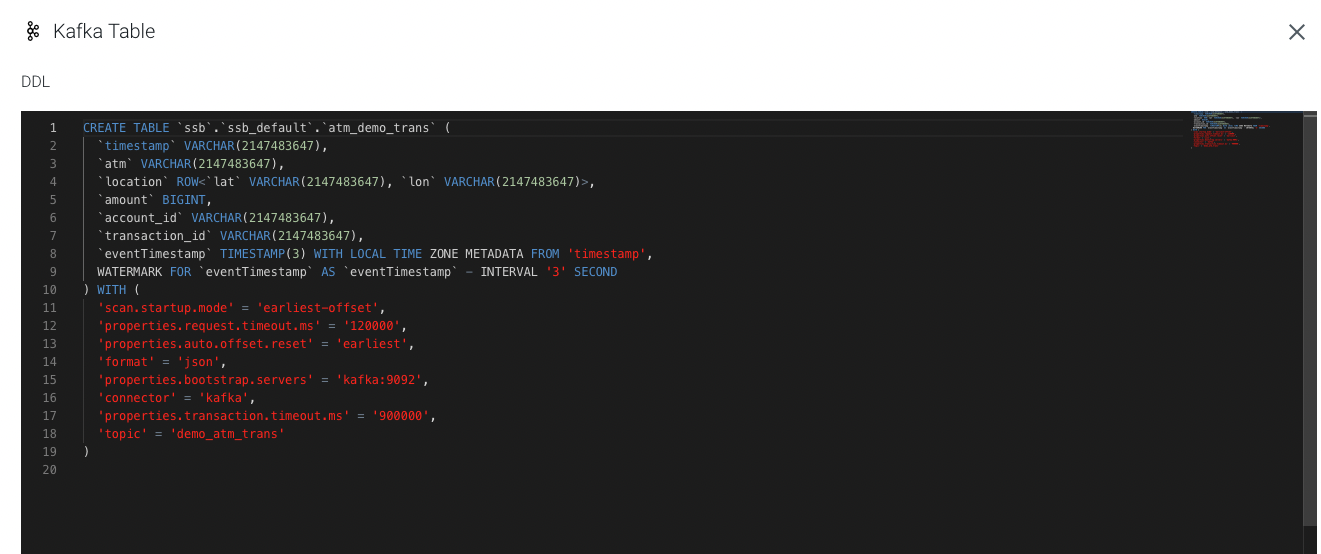 Kafka Table
DDL
1 CREATE TABLE `ssb`.`ssb_default`.`atm_demo_trans` (
2 `timestamp` VARCHAR(2147483647),
3 `atm` VARCHAR(2147483647),
4 `location` ROW<`lat` VARCHAR(2147483647), `lon` VARCHAR(2147483647)>,
5 `amount` BIGINT,
6 `account_id` VARCHAR(2147483647),
7 `transaction_id` VARCHAR(2147483647),
8 `eventTimestamp` TIMESTAMP(3) WITH LOCAL TIME ZONE METADATA FROM 'timestamp',
9 WATERMARK FOR `eventTimestamp` AS `eventTimestamp` - INTERVAL '3' SECOND
10 ) WITH (
11 'scan.startup.mode' = 'earliest-offset',
12 'properties.request.timeout.ms' = '120000',
13 'properties.auto.offset.reset' = 'earliest',
14 'format' = 'json',
15 'properties.bootstrap.servers' = 'kafka:9092',
16 'connector' = 'kafka',
17 'properties.transaction.timeout.ms' = '900000',
18 'topic' = 'demo_atm_trans'
19 )
20